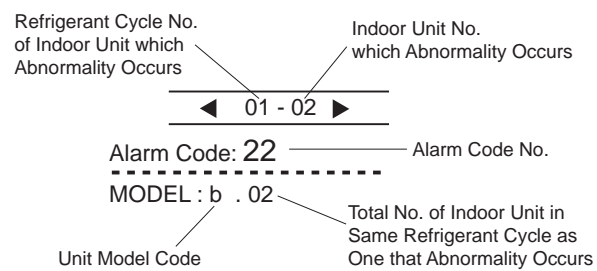 Refrigerant Cycle No.
of Indoor Unit which
Abnormality Occurs
Indoor Unit No.
which Abnormality Occurs
◀ 01 - 02 ▶
Alarm Code: 22
Alarm Code No.
MODEL : b . 02
Unit Model Code
Total No. of Indoor Unit in
Same Refrigerant Cycle as
One that Abnormality Occurs